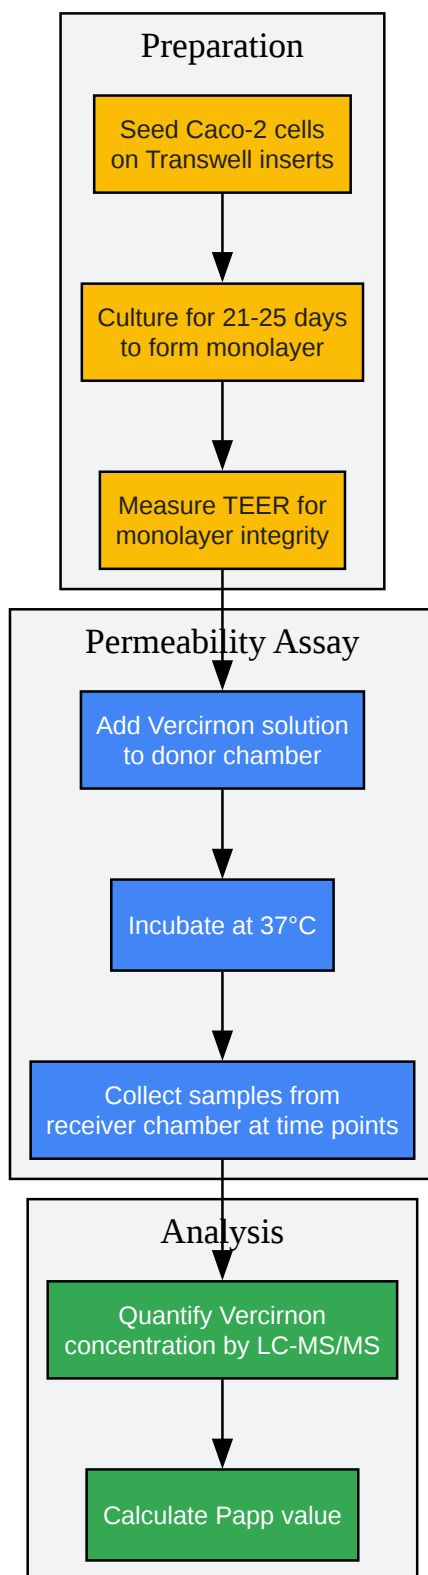 Preparation
Seed Caco-2 cells
on Transwell inserts
Culture for 21-25 days
to form monolayer
Measure TEER for
monolayer integrity
Permeability Assay
Add Vercirnon solution
to donor chamber
Incubate at 37°C
Collect samples from
receiver chamber at time points
Analysis
Quantify Vercirnon
concentration by LC-MS/MS
Calculate Papp value